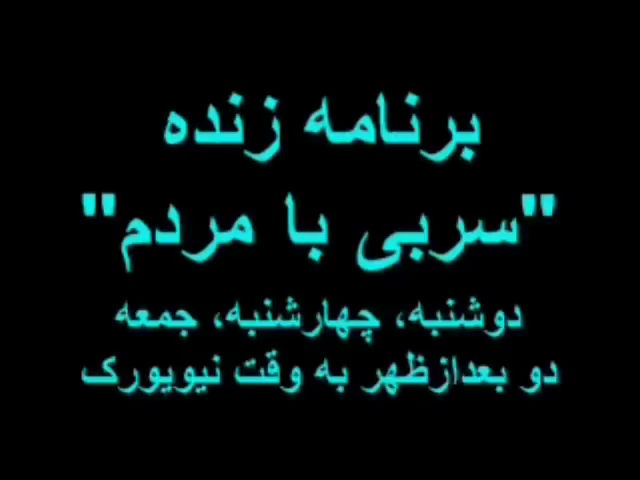 برنامه زنده
"سربی با مردم"
دوشنبه، چهارشنبه، جمعه
دو بعدازظهر به وقت نیویورک